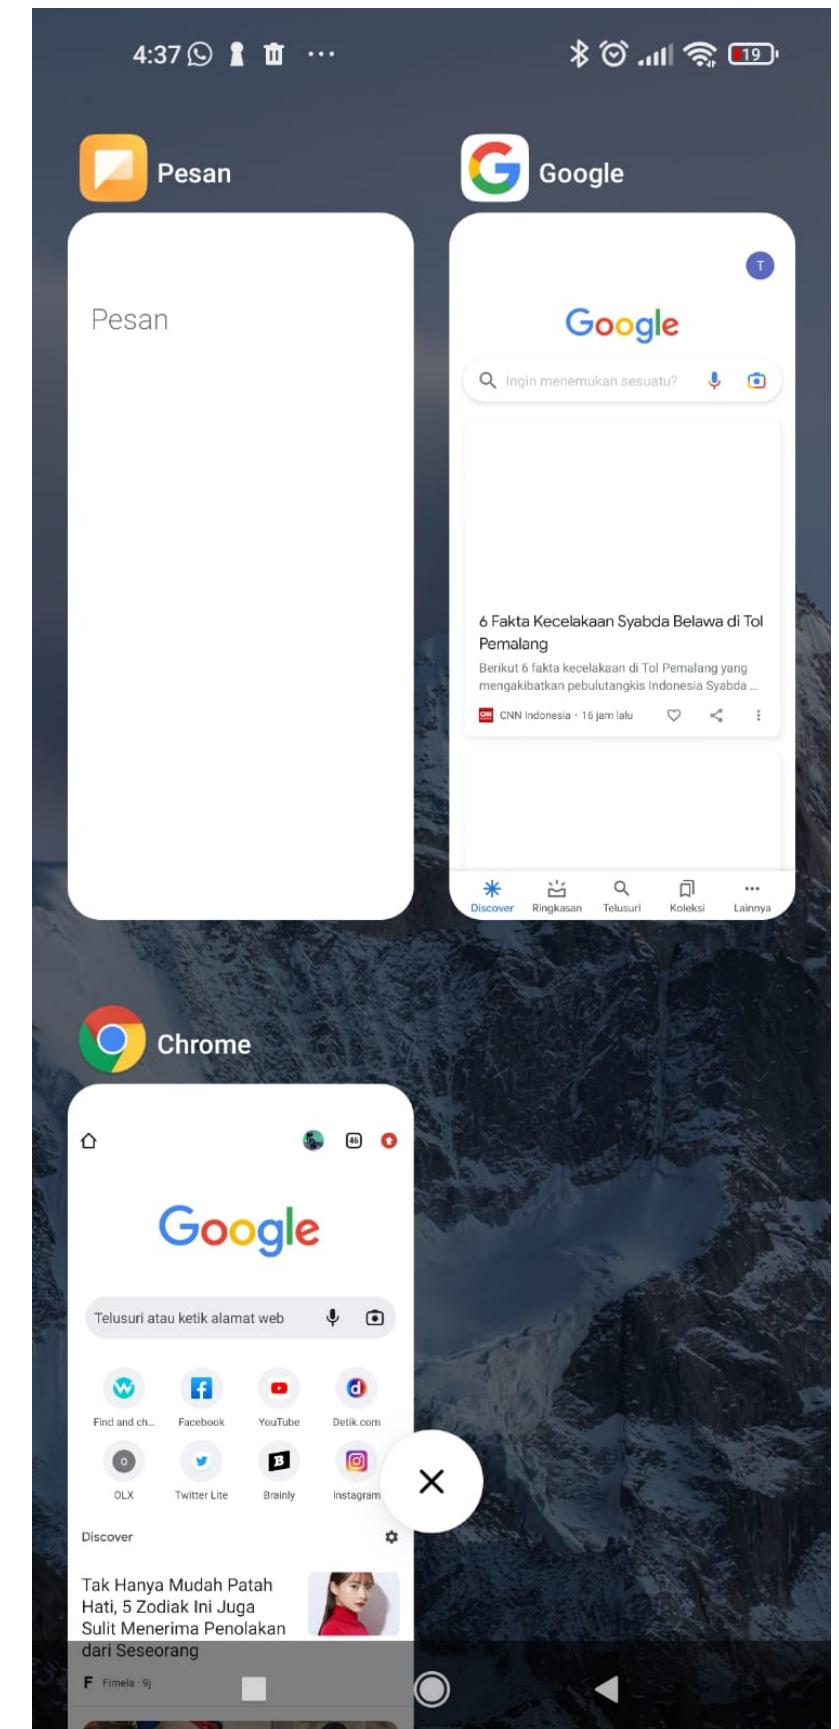 4:37
19
Pesan
Google
Pesan
T
Google
Ingin menemukan sesuatu?
6 Fakta Kecelakaan Syabda Belawa di Tol
Pemalang
Berikut 6 fakta kecelakaan di Tol Pemalang yang
mengakibatkan pebulutangkis Indonesia Syabda ...
CNN Indonesia · 16 jam lalu
Discover Ringkasan Telusuri Koleksi Lainnya
Chrome
46
Google
Telusuri atau ketik alamat web
Find and ch... Facebook YouTube Detik.com
OLX Twitter Lite Brainly Instagram
Discover
Tak Hanya Mudah Patah
Hati, 5 Zodiak Ini Juga
Sulit Menerima Penolakan
dari Seseorang
F Fimela · 9j